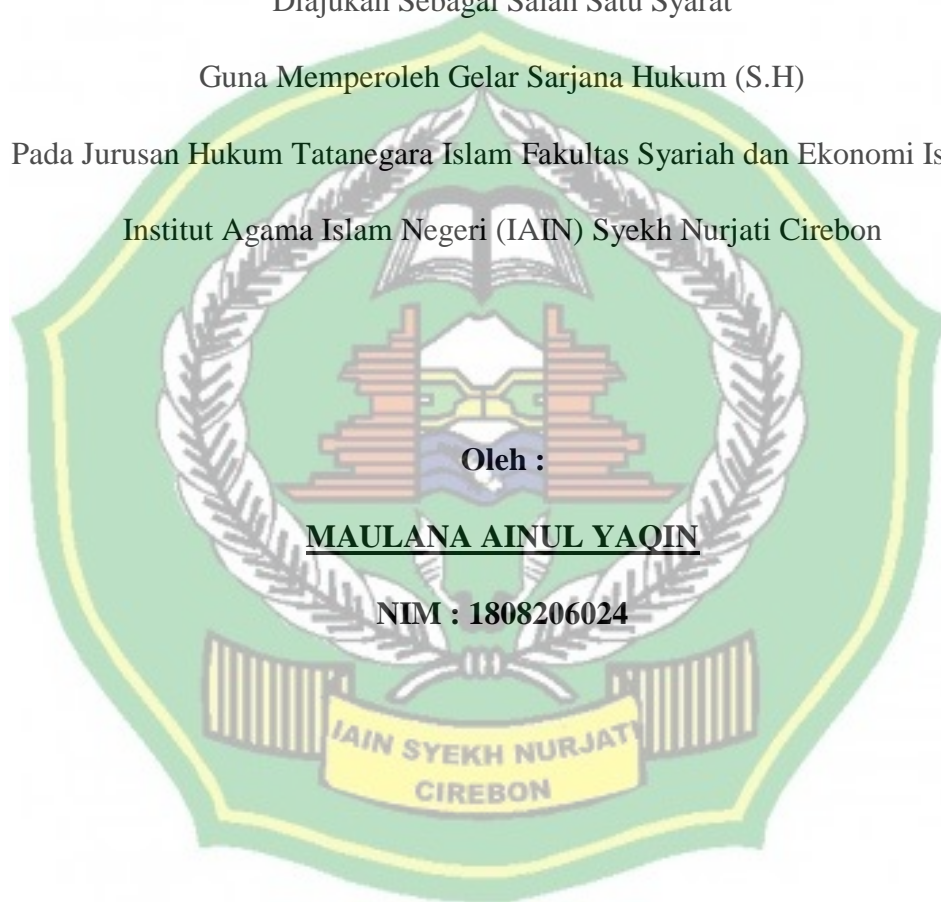 Diajukan Sebagai Salah Satu Syarat
Guna Memperoleh Gelar Sarjana Hukum (S.H)
Pada Jurusan Hukum Tatanegara Islam Fakultas Syariah dan Ekonomi Is
Institut Agama Islam Negeri (IAIN) Syekh Nurjati Cirebon
Oleh :
MAULANA AINUL YAQIN
NIM : 1808206024
IAIN SYEKH NURJATI
CIREBON